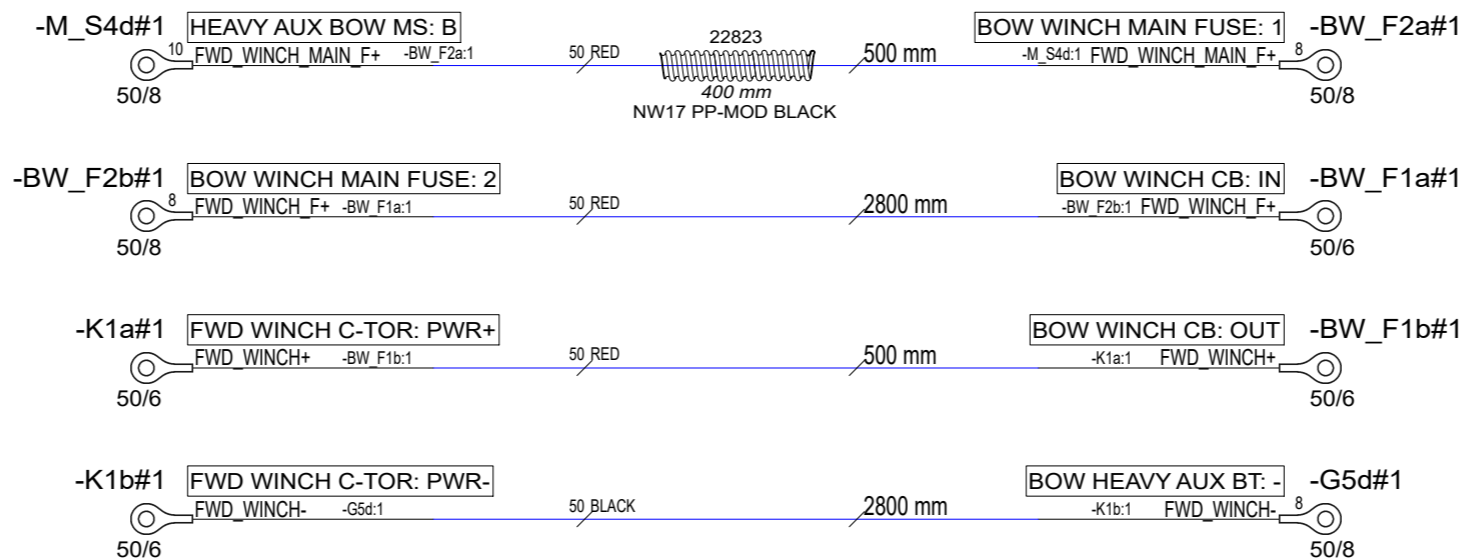 -M_S4d#1 HEAVY AUX BOW MS: B 22823 BOW WINCH MAIN FUSE: 1 -BW_F2a#1
10 FWD_WINCH_MAIN_F+ -BW_F2a:1 50 RED 500 mm -M_S4d:1 FWD_WINCH_MAIN_F+ 8
50/8 400 mm 50/8
NW17 PP-MOD BLACK
-BW_F2b#1 BOW WINCH MAIN FUSE: 2 BOW WINCH CB: IN -BW_F1a#1
8 FWD_WINCH_F+ -BW_F1a:1 50 RED 2800 mm -BW_F2b:1 FWD_WINCH_F+
50/8 50/6
-K1a#1 FWD WINCH C-TOR: PWR+ BOW WINCH CB: OUT -BW_F1b#1
FWD_WINCH+ -BW_F1b:1 50 RED 500 mm -K1a:1 FWD_WINCH+
50/6 50/6
-K1b#1 FWD WINCH C-TOR: PWR- BOW HEAVY AUX BT: - -G5d#1
FWD_WINCH- -G5d:1 50 BLACK 2800 mm -K1b:1 FWD_WINCH- 8
50/6 50/8